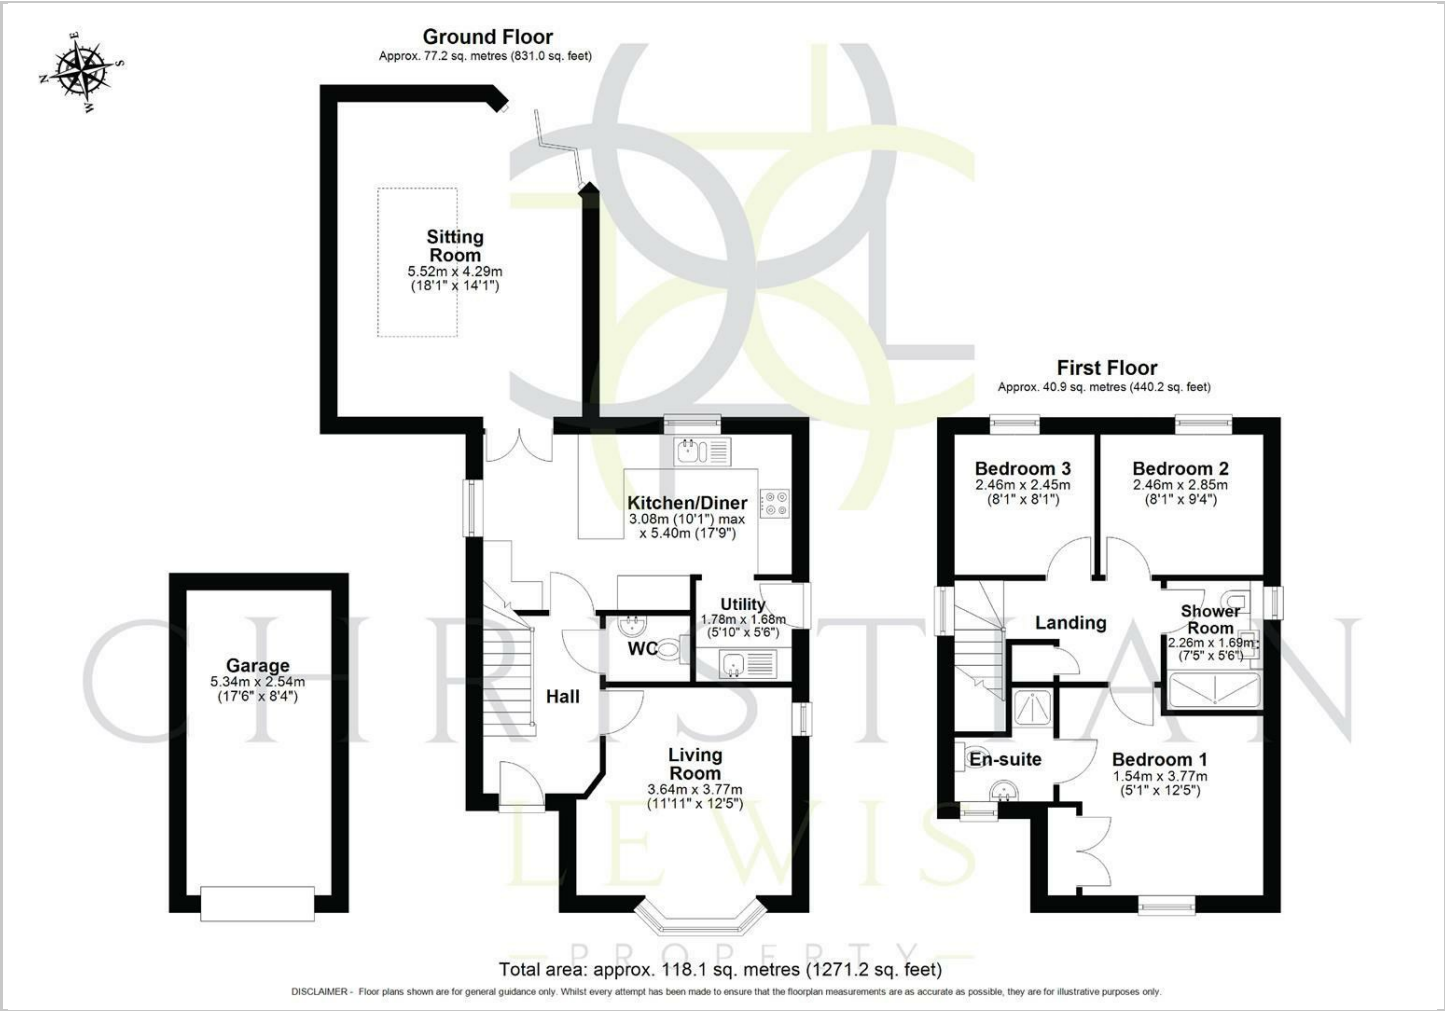 Ground Floor
Approx. 77.2 sq. metres (831.0 sq. feet)
E
N
S
W
Sitting
Room
5.52m x 4.29m
(18'1" x 14'1")
First Floor
Approx. 40.9 sq. metres (440.2 sq. feet)
Kitchen/Diner
3.08m (10'1") max
x 5.40m (17'9")
Bedroom 3
2.46m x 2.45m
(8'1" x 8'1")
Bedroom 2
2.46m x 2.85m
(8'1" x 9'4")
Utility
1.78m x 1.68m
(5'10" x 5'6")
WC
Hall
Garage
5.34m x 2.54m
(17'6" x 8'4")
Landing
Shower
Room
2.26m x 1.69m
(7'5" x 5'6")
Living
Room
3.64m x 3.77m
(11'11" x 12'5")
En-suite
Bedroom 1
1.54m x 3.77m
(5'1" x 12'5")
CHRISTIAN
LEWIS
PROPERTY
Total area: approx. 118.1 sq. metres (1271.2 sq. feet)
DISCLAIMER - Floor plans shown are for general guidance only. Whilst every attempt has been made to ensure that the floorplan measurements are as accurate as possible, they are for illustrative purposes only.